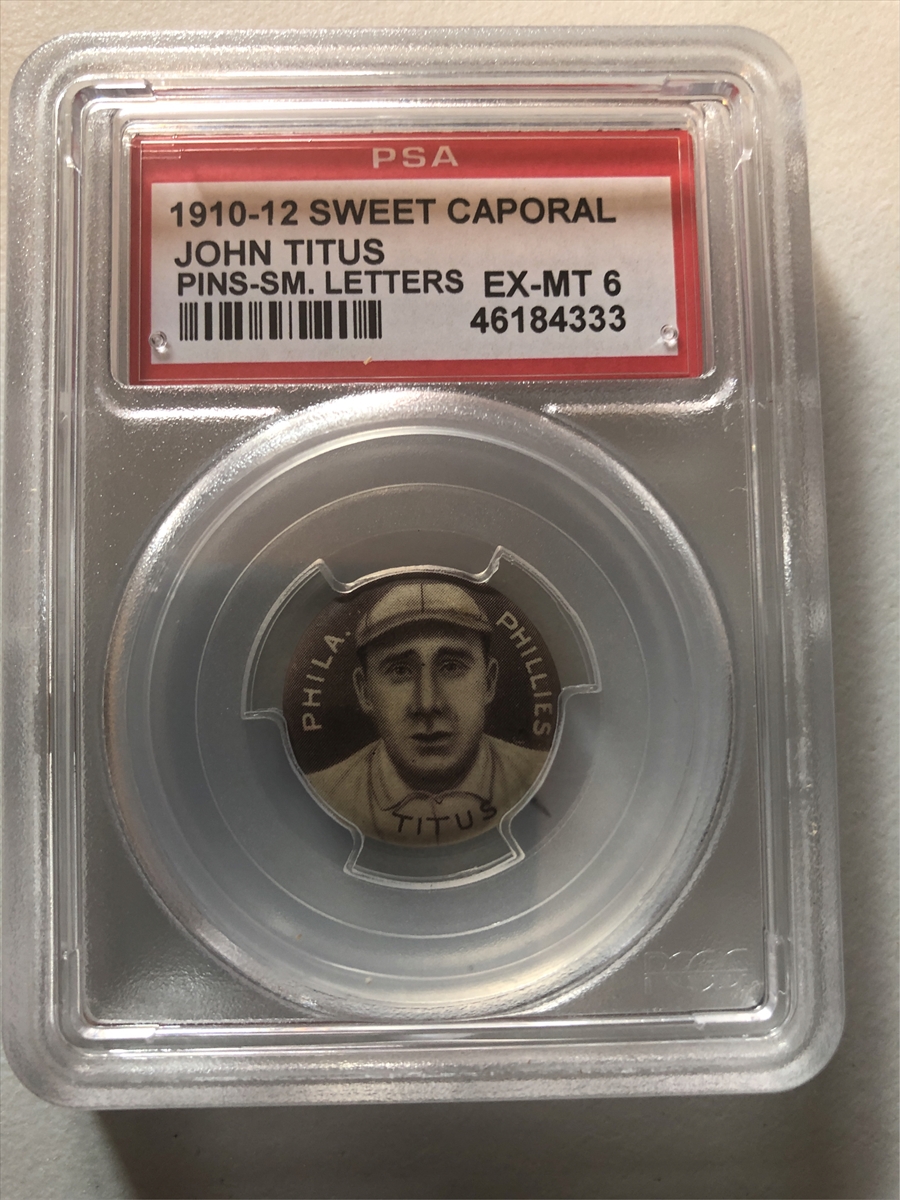 PSA
1910-12 SWEET CAPORAL
JOHN TITUS
PINS-SM. LETTERS EX-MT 6
46184333
PHILA. PHILLIES
TITUS